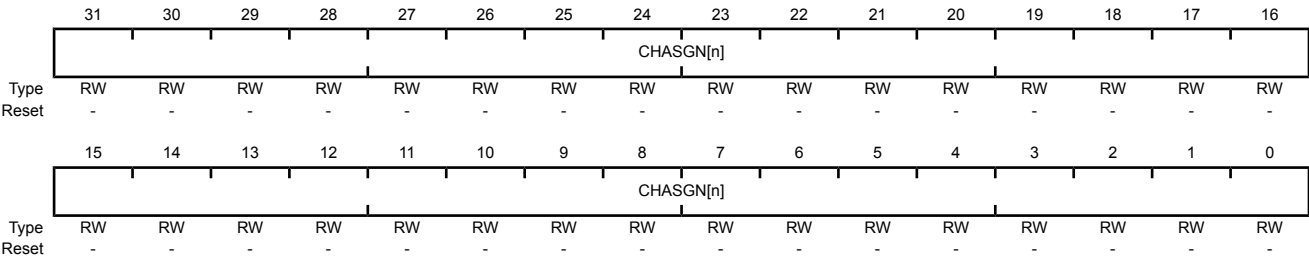 31 30 29 28 27 26 25 24 23 22 21 20 19 18 17 16
CHASGN[n]
Type RW RW RW RW RW RW RW RW RW RW RW RW RW RW RW RW
Reset - - - - - - - - - - - - - - - -
15 14 13 12 11 10 9 8 7 6 5 4 3 2 1 0
CHASGN[n]
Type RW RW RW RW RW RW RW RW RW RW RW RW RW RW RW RW
Reset - - - - - - - - - - - - - - - -